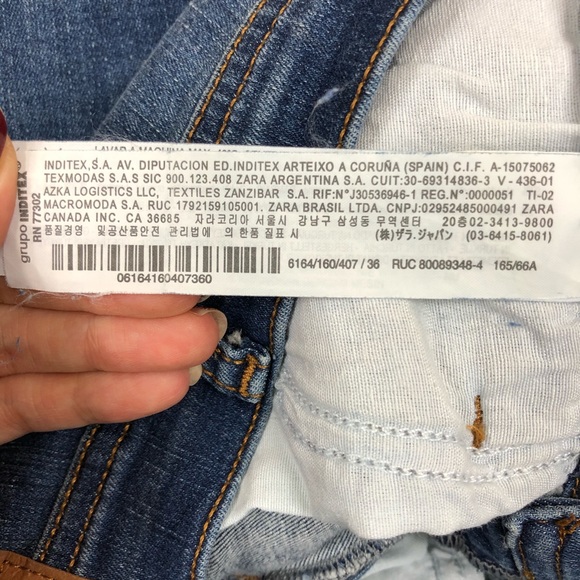 grupo INDITEX®
RN 77302
INDITEX,S.A. AV. DIPUTACION ED.INDITEX ARTEIXO A CORUÑA (SPAIN) C.I.F. A-15075062
TEXMODAS S.A.S SIC 900.123.408 ZARA ARGENTINA S.A. CUIT:30-69314836-3 V - 436-01
AZKA LOGISTICS LLC, TEXTILES ZANZIBAR S.A. RIF:N°J30536946-1 REG.N°:0000051 TI-02
MACROMODA S.A. RUC 1792159105001. ZARA BRASIL LTDA. CNPJ:02952485000491 ZARA
CANADA INC. CA 36685 자라코리아 서울시 강남구 삼성동 무역센터 20층02-3413-9800
품질경영 및공산품안전 관리법에 의 한품 질표시 (株)ザラ.ジャパン (03-6415-8061)
06164160407360
6164/160/407 / 36 RUC 80089348-4 165/66A